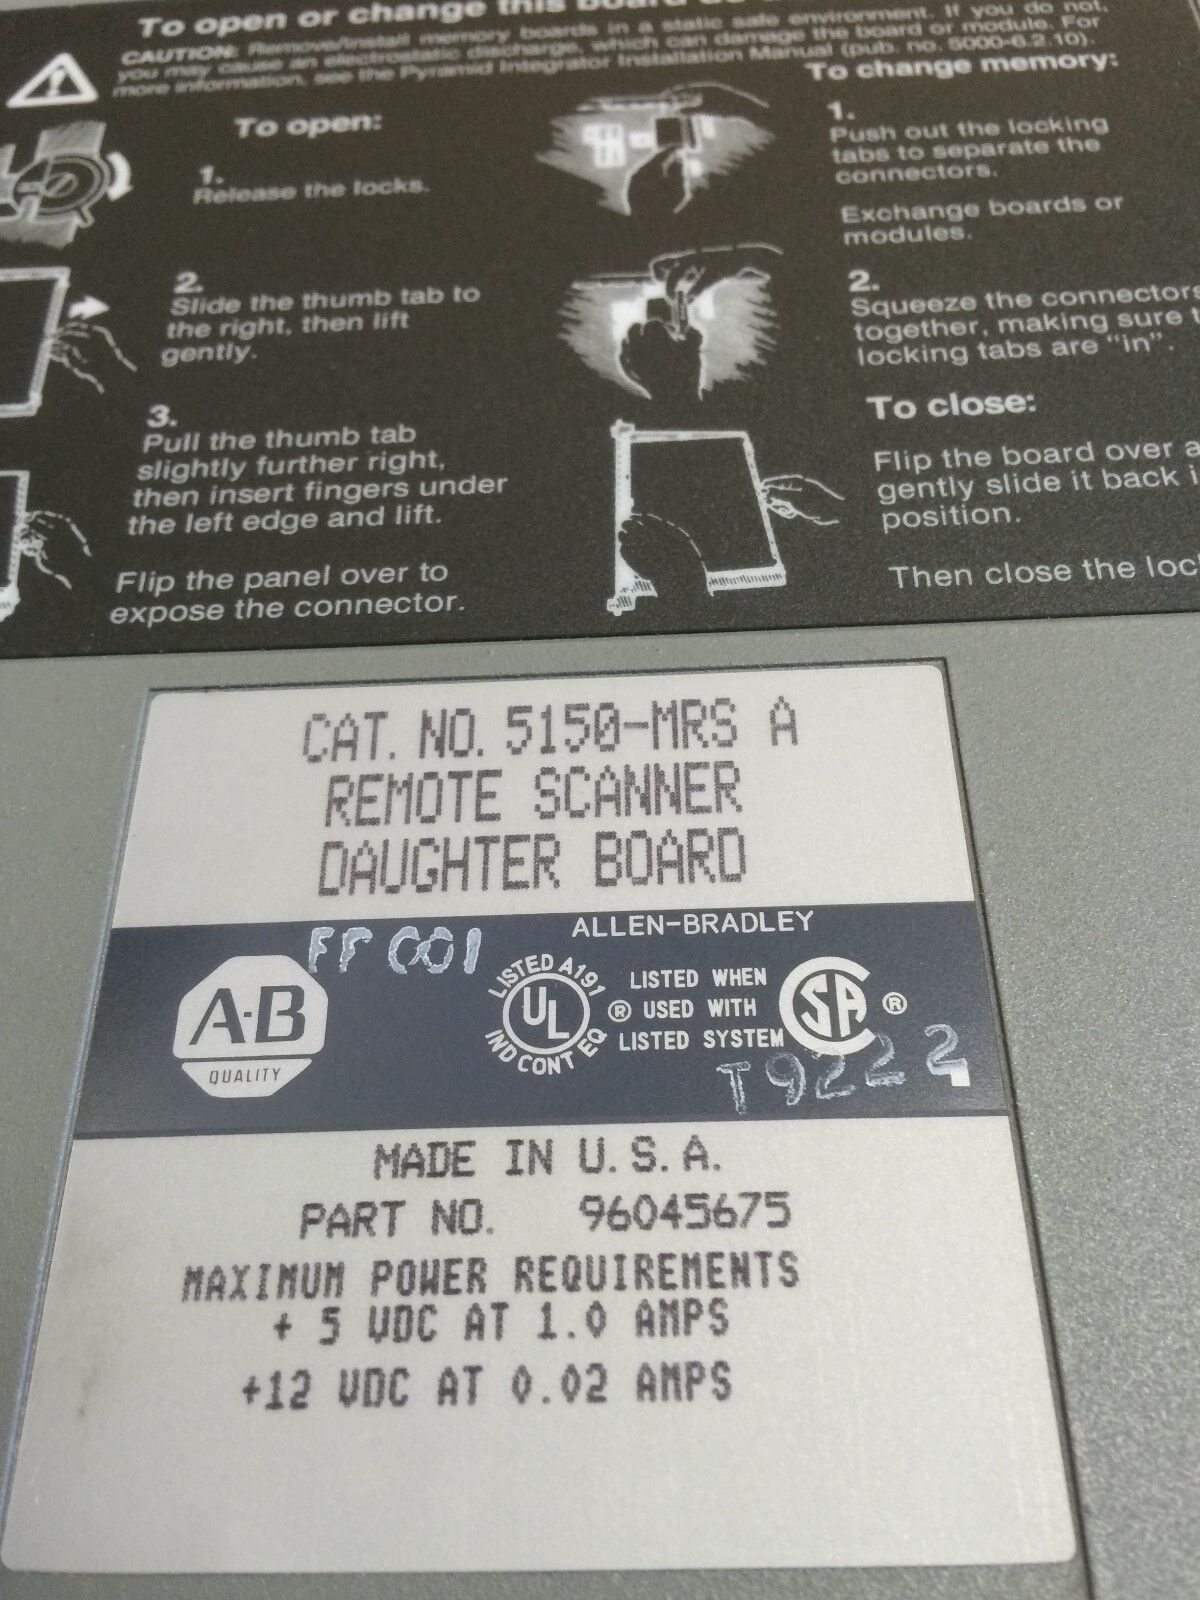 To open or change this board
CAUTION: Remove/install memory boards in a static safe environment. If you do not,
you may cause an electrostatic discharge, which can damage the board or module. For
more information, see the Pyramid Integrator Installation Manual (pub. no. 5000-6.2.10).
To open:
1.
Release the locks.
2.
Slide the thumb tab to
the right, then lift
gently.
3.
Pull the thumb tab
slightly further right,
then insert fingers under
the left edge and lift.
Flip the panel over to
expose the connector.
To change memory:
1.
Push out the locking
tabs to separate the
connectors.
Exchange boards or
modules.
2.
Squeeze the connectors
together, making sure
locking tabs are "in".
To close:
Flip the board over
gently slide it back
position.
Then close the
CAT. NO. 5150-MRS A
REMOTE SCANNER
DAUGHTER BOARD
ALLEN-BRADLEY
FF 001
A-B
QUALITY
LISTED A191
UL
IND CONT EQ
®
LISTED WHEN
USED WITH
LISTED SYSTEM
SA ®
T9222
MADE IN U.S.A.
PART NO. 96045675
MAXIMUM POWER REQUIREMENTS
+ 5 VDC AT 1.0 AMPS
+12 VDC AT 0.02 AMPS